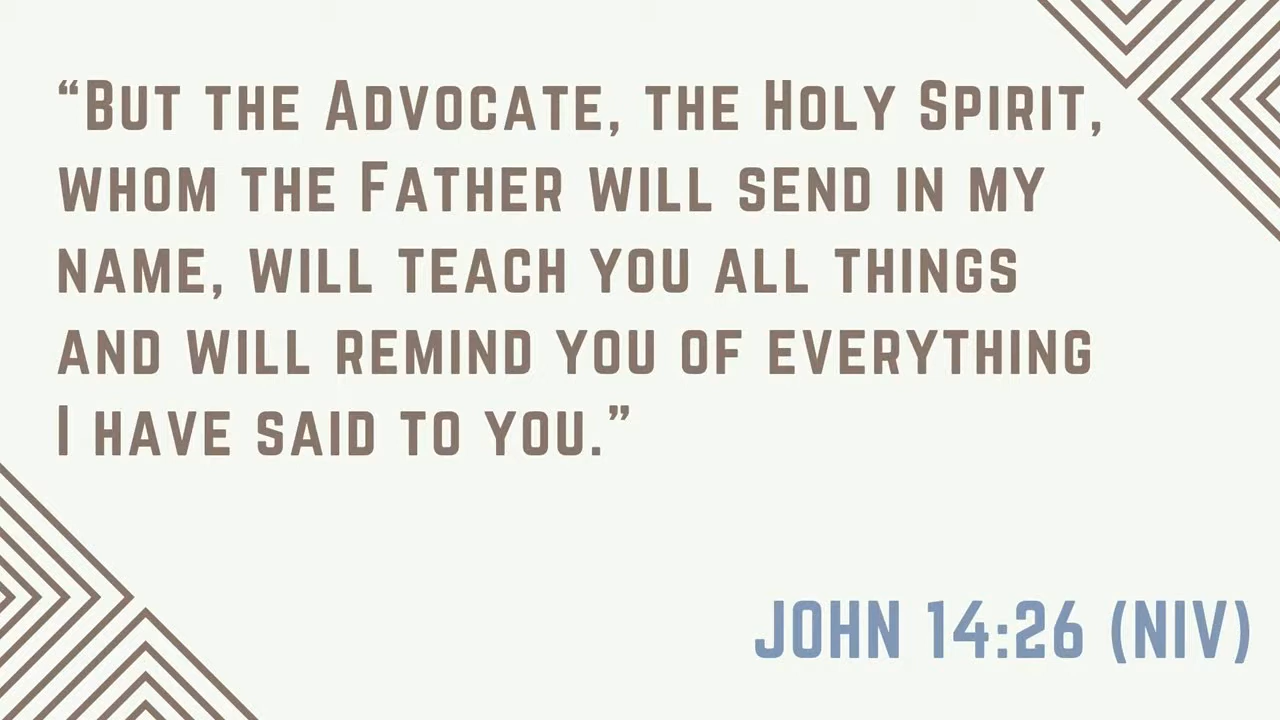 “But the Advocate, the Holy Spirit,
whom the Father will send in my
name, will teach you all things
and will remind you of everything
I have said to you.”
John 14:26 (NIV)